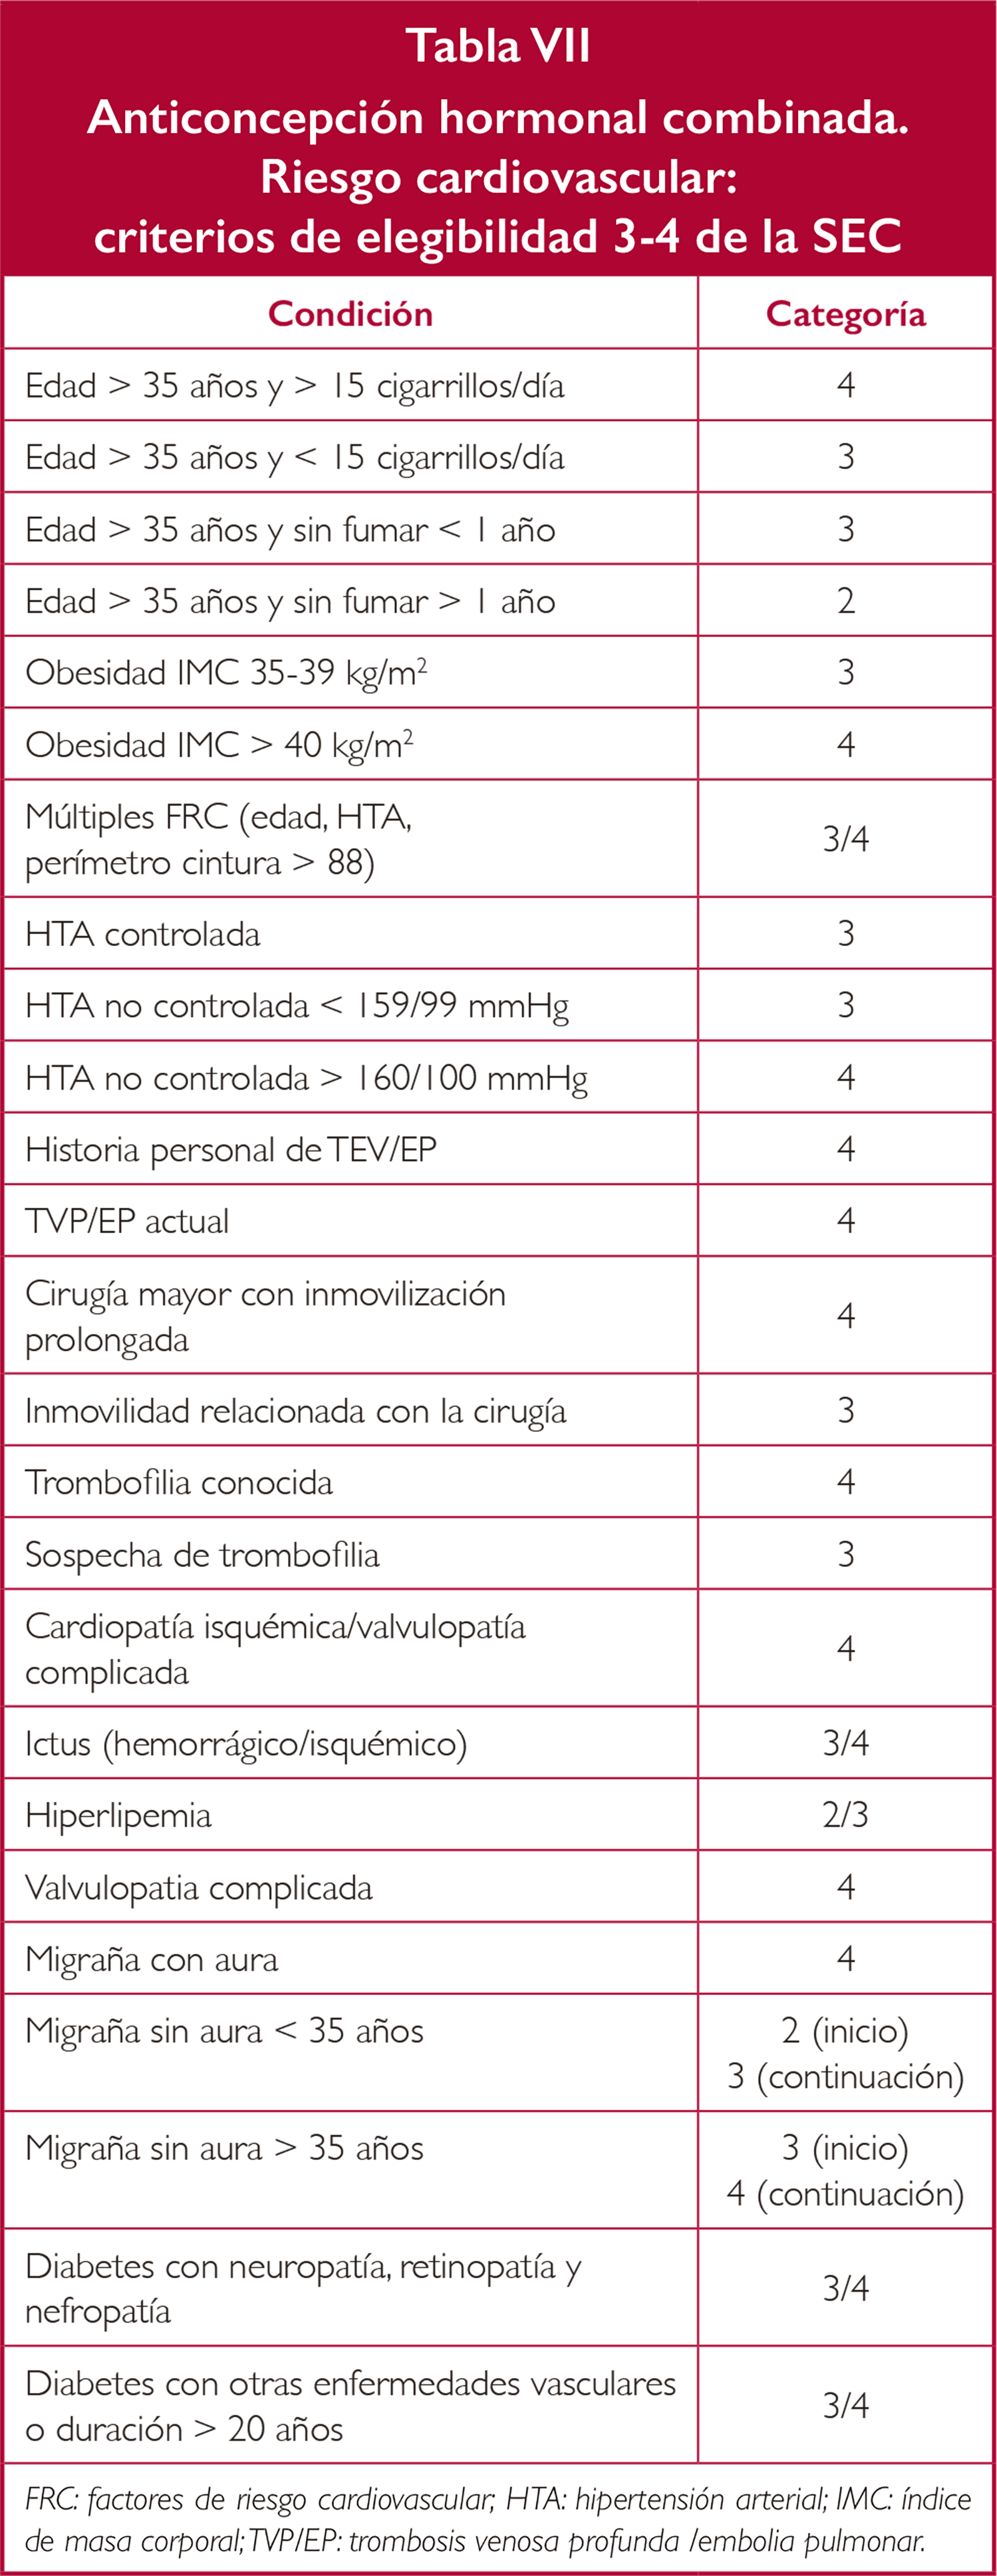 Tabla VII
Anticoncepción hormonal combinada.
Riesgo cardiovascular:
criterios de elegibilidad 3-4 de la SEC
Condición Categoría
Edad > 35 años y > 15 cigarrillos/día 4
Edad > 35 años y < 15 cigarrillos/día 3
Edad > 35 años y sin fumar < 1 año 3
Edad > 35 años y sin fumar > 1 año 2
Obesidad IMC 35-39 kg/m² 3
Obesidad IMC > 40 kg/m² 4
Múltiples FRC (edad, HTA,
perímetro cintura > 88) 3/4
HTA controlada 3
HTA no controlada < 159/99 mmHg 3
HTA no controlada > 160/100 mmHg 4
Historia personal de TEV/EP 4
TVP/EP actual 4
Cirugía mayor con inmovilización
prolongada 4
Inmovilidad relacionada con la cirugía 3
Trombofilia conocida 4
Sospecha de trombofilia 3
Cardiopatía isquémica/valvulopatía
complicada 4
Ictus (hemorrágico/isquémico) 3/4
Hiperlipemia 2/3
Valvulopatia complicada 4
Migraña con aura 4
Migraña sin aura < 35 años 2 (inicio)
3 (continuación)
Migraña sin aura > 35 años 3 (inicio)
4 (continuación)
Diabetes con neuropatía, retinopatía y
nefropatía 3/4
Diabetes con otras enfermedades vasculares
o duración > 20 años 3/4
FRC: factores de riesgo cardiovascular; HTA: hipertensión arterial; IMC: índice
de masa corporal; TVP/EP: trombosis venosa profunda /embolia pulmonar.